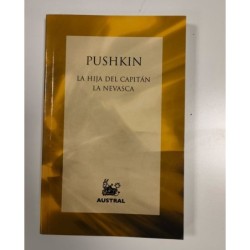 PUSHKIN
LA HIJA DEL CAPITÁN
LA NEVASCA
AUSTRAL